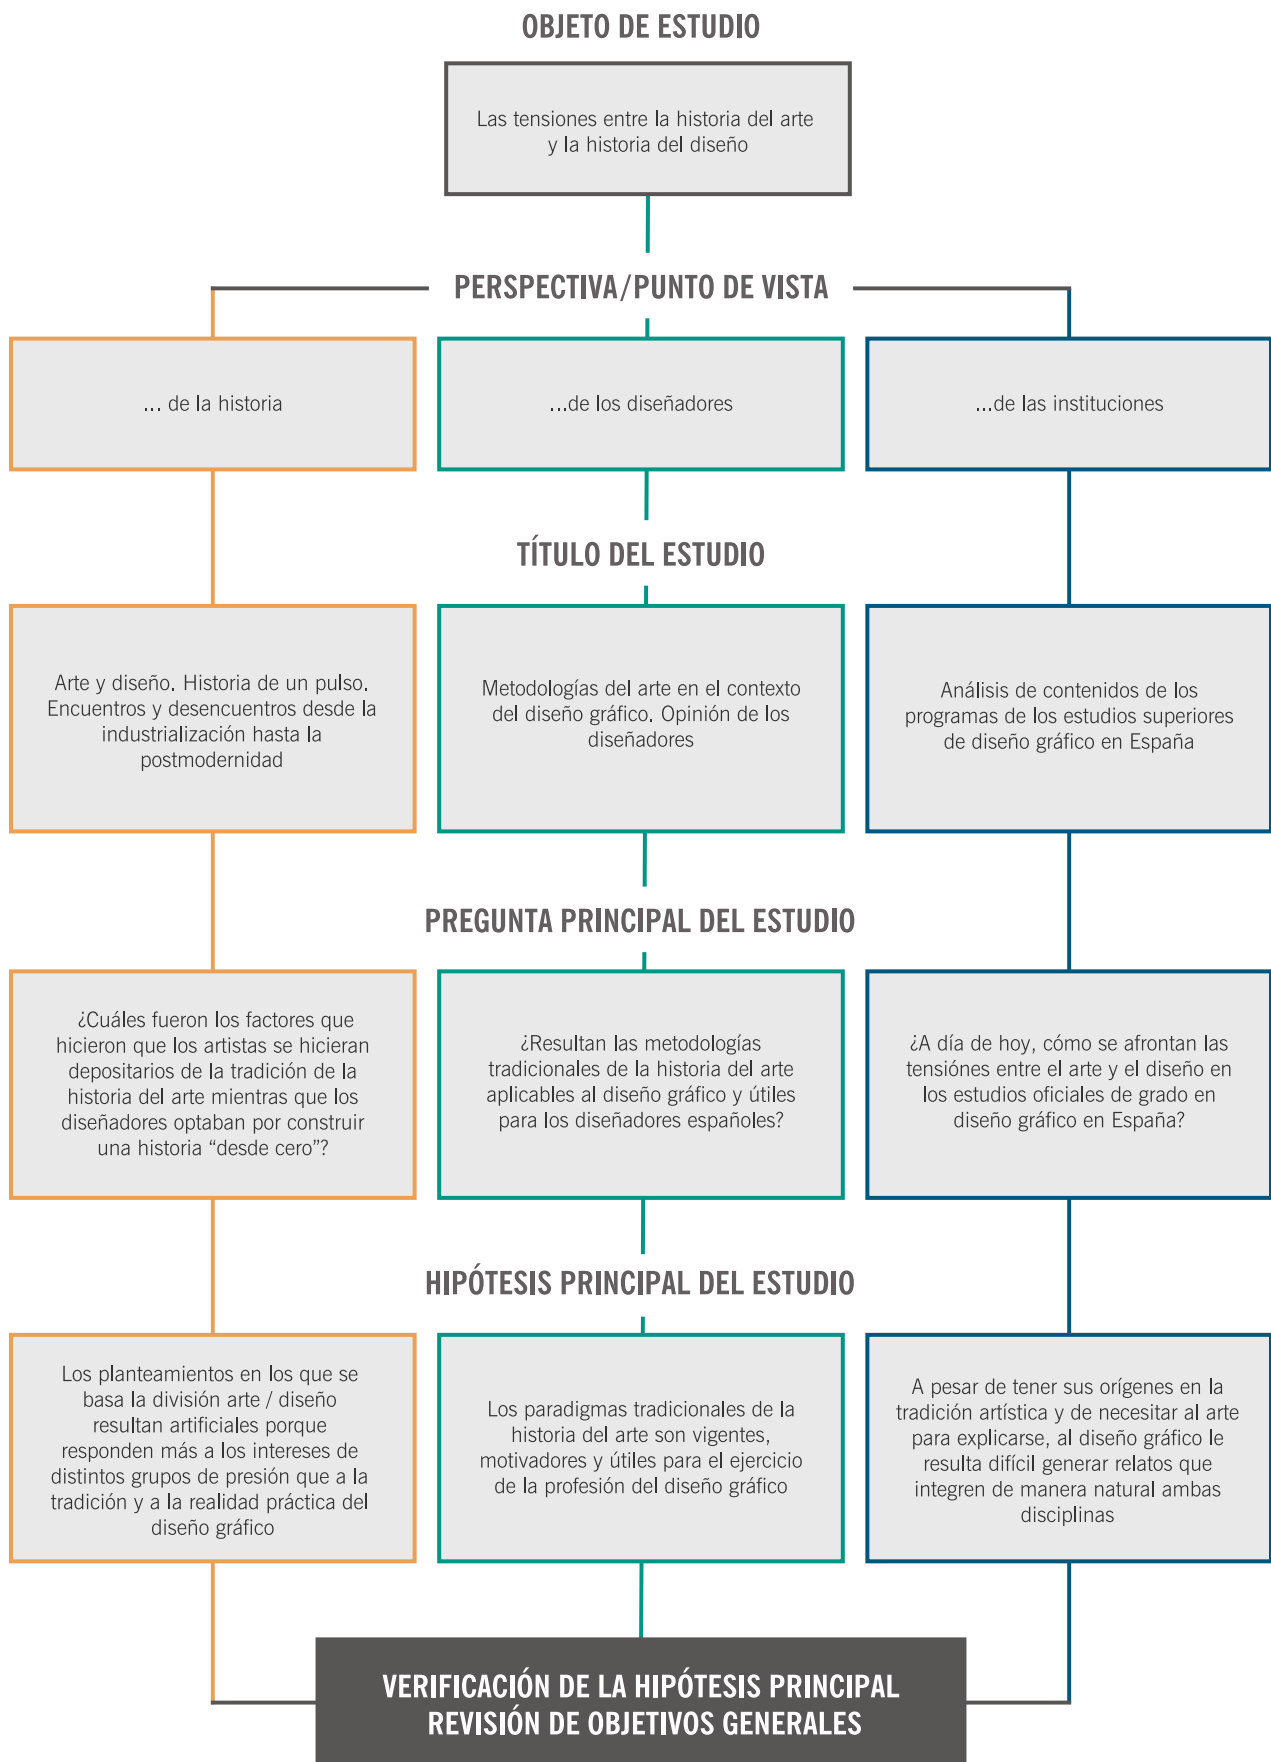 OBJETO DE ESTUDIO
Las tensiones entre la historia del arte
y la historia del diseño
PERSPECTIVA/PUNTO DE VISTA
... de la historia
...de los diseñadores
...de las instituciones
TÍTULO DEL ESTUDIO
Arte y diseño. Historia de un pulso.
Encuentros y desencuentros desde la
industrialización hasta la
postmodernidad
Metodologías del arte en el contexto
del diseño gráfico. Opinión de los
diseñadores
Análisis de contenidos de los
programas de los estudios superiores
de diseño gráfico en España
PREGUNTA PRINCIPAL DEL ESTUDIO
¿Cuáles fueron los factores que
hicieron que los artistas se hicieran
depositarios de la tradición de la
historia del arte mientras que los
diseñadores optaban por construir
una historia “desde cero”?
¿Resultan las metodologías
tradicionales de la historia del arte
aplicables al diseño gráfico y útiles
para los diseñadores españoles?
¿A día de hoy, cómo se afrontan las
tensiónes entre el arte y el diseño en
los estudios oficiales de grado en
diseño gráfico en España?
HIPÓTESIS PRINCIPAL DEL ESTUDIO
Los planteamientos en los que se
basa la división arte / diseño
resultan artificiales porque
responden más a los intereses de
distintos grupos de presión que a la
tradición y a la realidad práctica del
diseño gráfico
Los paradigmas tradicionales de la
historia del arte son vigentes,
motivadores y útiles para el ejercicio
de la profesión del diseño gráfico
A pesar de tener sus orígenes en la
tradición artística y de necesitar al arte
para explicarse, al diseño gráfico le
resulta difícil generar relatos que
integren de manera natural ambas
disciplinas
VERIFICACIÓN DE LA HIPÓTESIS PRINCIPAL
REVISIÓN DE OBJETIVOS GENERALES